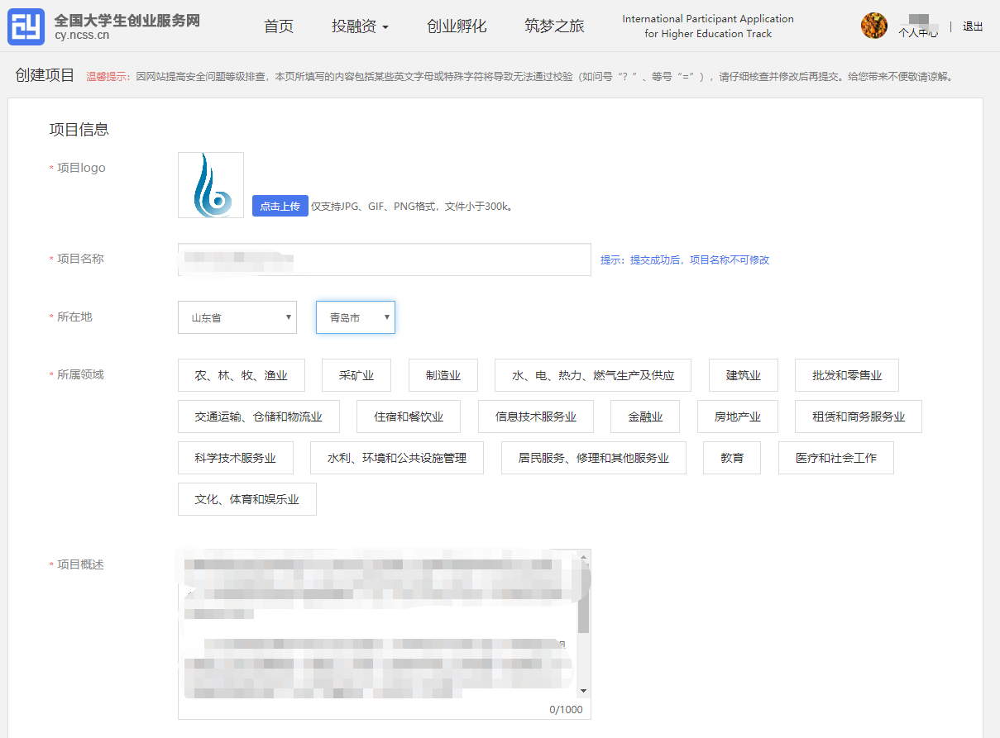 全国大学生创业服务网
cy.ncss.cn
首页 投融资 创业孵化 筑梦之旅
International Participant Application
for Higher Education Track
个人中心 | 退出
创建项目 温馨提示：因网站提高安全问题等级排查，本页所填写的内容包括某些英文字母或特殊字符将导致无法通过校验（如问号“？”、等号“=”），请仔细核查并修改后再提交。给您带来不便敬请谅解。
项目信息
* 项目logo
点击上传 仅支持JPG、GIF、PNG格式，文件小于300k。
* 项目名称
提示：提交成功后，项目名称不可修改
* 所在地 山东省 青岛市
* 所属领域 农、林、牧、渔业 采矿业 制造业 水、电、热力、燃气生产及供应 建筑业 批发和零售业
交通运输、仓储和物流业 住宿和餐饮业 信息技术服务业 金融业 房地产业 租赁和商务服务业
科学技术服务业 水利、环境和公共设施管理 居民服务、修理和其他服务业 教育 医疗和社会工作
文化、体育和娱乐业
* 项目概述
0/1000